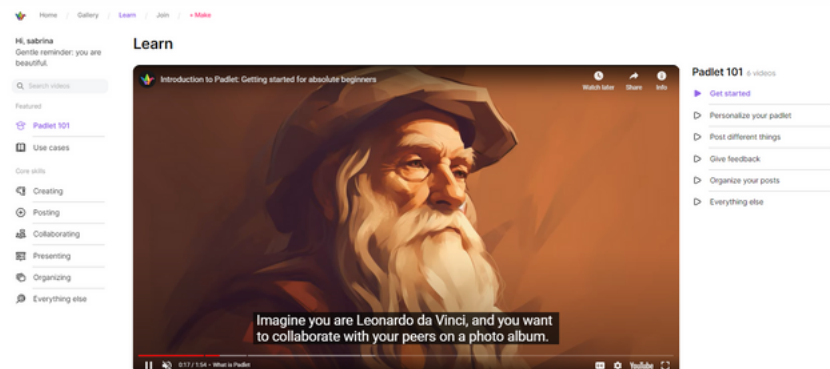 Home / Gallery / Learn / Join / + Make
Hi, sabrina
Gentle reminder: you are
beautiful.
Search videos
Featured
Padlet 101
Use cases
Core skills
Creating
Posting
Collaborating
Presenting
Organizing
Everything else
Learn
Introduction to Padlet: Getting started for absolute beginners
Watch later
Share
Info
Imagine you are Leonardo da Vinci, and you want
to collaborate with your peers on a photo album.
0:17 / 1:54 • What is Padlet
YouTube
Padlet 101 6 videos
Get started
Personalize your padlet
Post different things
Give feedback
Organize your posts
Everything else